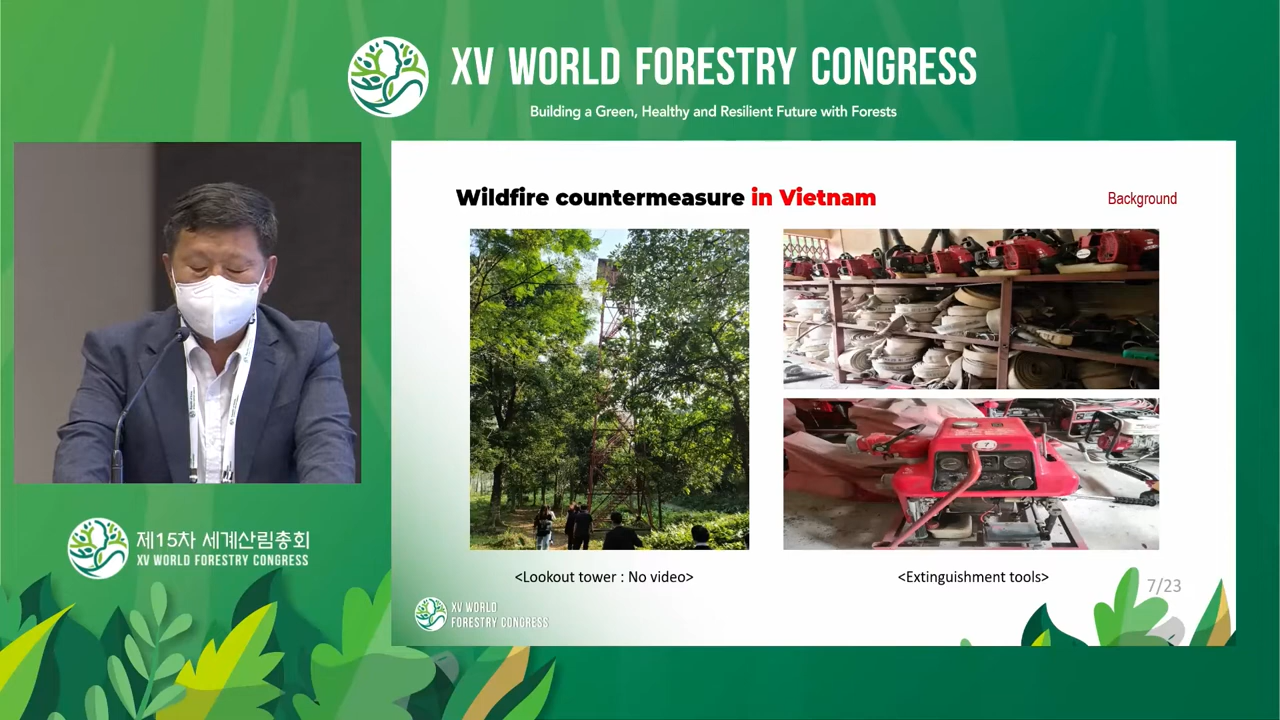 XV WORLD FORESTRY CONGRESS
Building a Green, Healthy and Resilient Future with Forests
Wildfire countermeasure in Vietnam
Background
<Lookout tower : No video>
<Extinguishment tools>
7/23
XV WORLD
FORESTRY CONGRESS
제15차 세계산림총회
XV WORLD FORESTRY CONGRESS